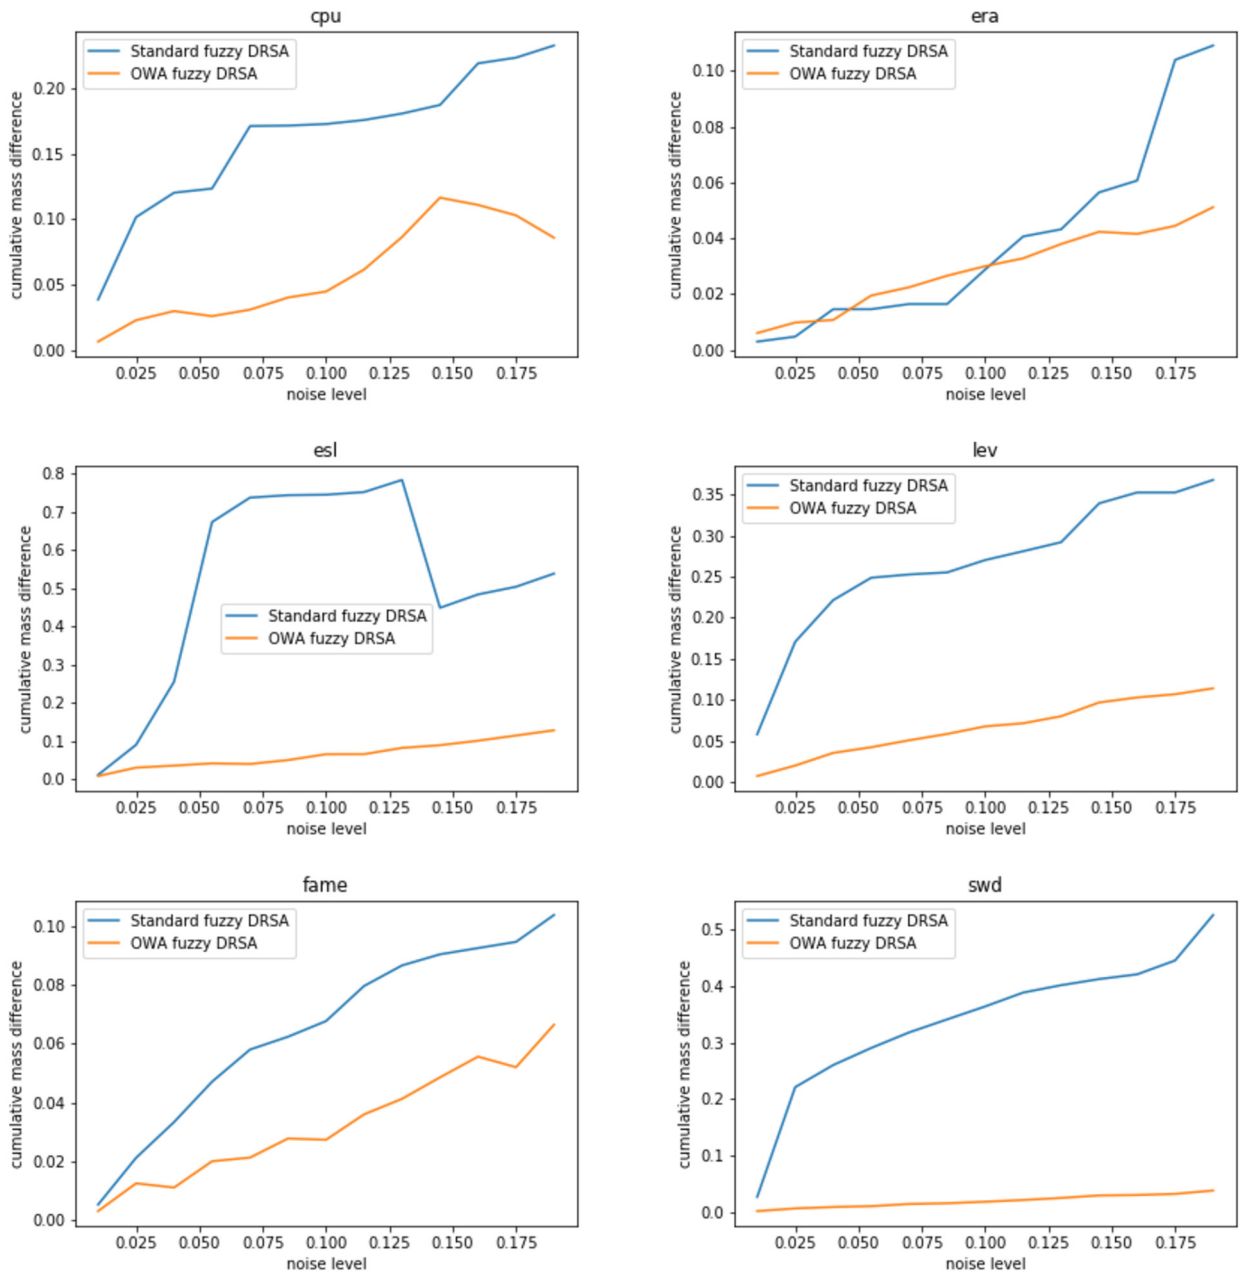 cpu
Standard fuzzy DRSA
OWA fuzzy DRSA
cumulative mass difference
0.20
0.15
0.10
0.05
0.00
0.025 0.050 0.075 0.100 0.125 0.150 0.175
noise level
era
Standard fuzzy DRSA
OWA fuzzy DRSA
cumulative mass difference
0.10
0.08
0.06
0.04
0.02
0.00
0.025 0.050 0.075 0.100 0.125 0.150 0.175
noise level
esl
cumulative mass difference
0.8
0.7
0.6
0.5
0.4
0.3
0.2
0.1
0.0
Standard fuzzy DRSA
OWA fuzzy DRSA
0.025 0.050 0.075 0.100 0.125 0.150 0.175
noise level
lev
Standard fuzzy DRSA
OWA fuzzy DRSA
cumulative mass difference
0.35
0.30
0.25
0.20
0.15
0.10
0.05
0.00
0.025 0.050 0.075 0.100 0.125 0.150 0.175
noise level
fame
Standard fuzzy DRSA
OWA fuzzy DRSA
cumulative mass difference
0.10
0.08
0.06
0.04
0.02
0.00
0.025 0.050 0.075 0.100 0.125 0.150 0.175
noise level
swd
Standard fuzzy DRSA
OWA fuzzy DRSA
cumulative mass difference
0.5
0.4
0.3
0.2
0.1
0.0
0.025 0.050 0.075 0.100 0.125 0.150 0.175
noise level